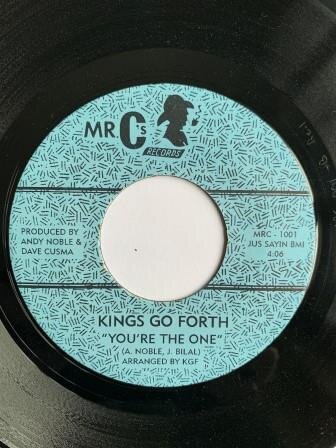 MR. C's
RECORDS
PRODUCED BY
ANDY NOBLE &
DAVE CUSMA
MRC - 1001
JUS SAYIN BMI
4:06
KINGS GO FORTH
"YOU'RE THE ONE"
(A. NOBLE, J. BILAL)
ARRANGED BY KGF